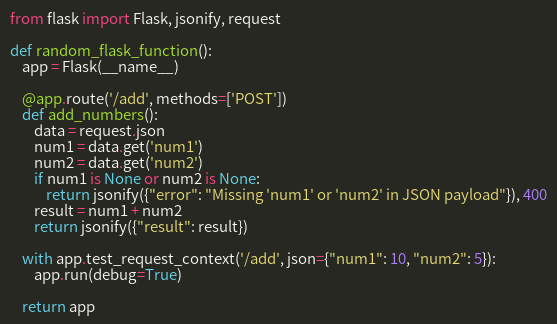 from flask import Flask, jsonify, request

def random_flask_function():
    app = Flask(__name__)

    @app.route('/add', methods=['POST'])
    def add_numbers():
        data = request.json
        num1 = data.get('num1')
        num2 = data.get('num2')
        if num1 is None or num2 is None:
            return jsonify({"error": "Missing 'num1' or 'num2' in JSON payload"}), 400
        result = num1 + num2
        return jsonify({"result": result})

    with app.test_request_context('/add', json={"num1": 10, "num2": 5}):
        app.run(debug=True)

    return app